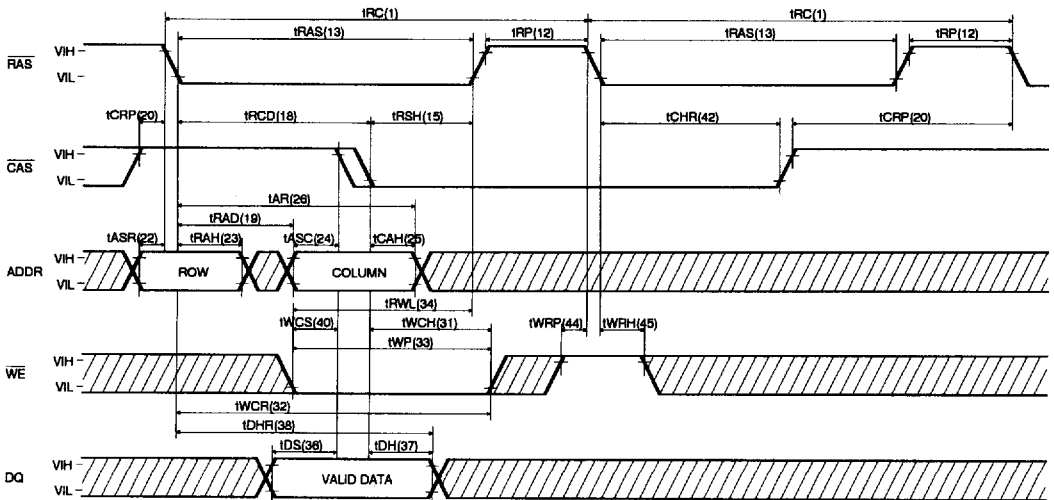 tRC(1) tRC(1)
tRAS(13) tRP(12) tRAS(13) tRP(12)
RAS VIH
VIL
tCRP(20) tRCD(18) tRSH(15) tCHR(42) tCRP(20)
CAS VIH
VIL
tAR(26)
tRAD(19)
tASR(22) tRAH(23) tASC(24) tCAH(25)
ADDR VIH
VIL
ROW COLUMN
tRWL(34)
tWCS(40) tWCH(31) tWRP(44) tWRH(45)
tWP(33)
WE VIH
VIL
tWCR(32)
tDHR(38)
tDS(36) tDH(37)
DQ VIH
VIL
VALID DATA